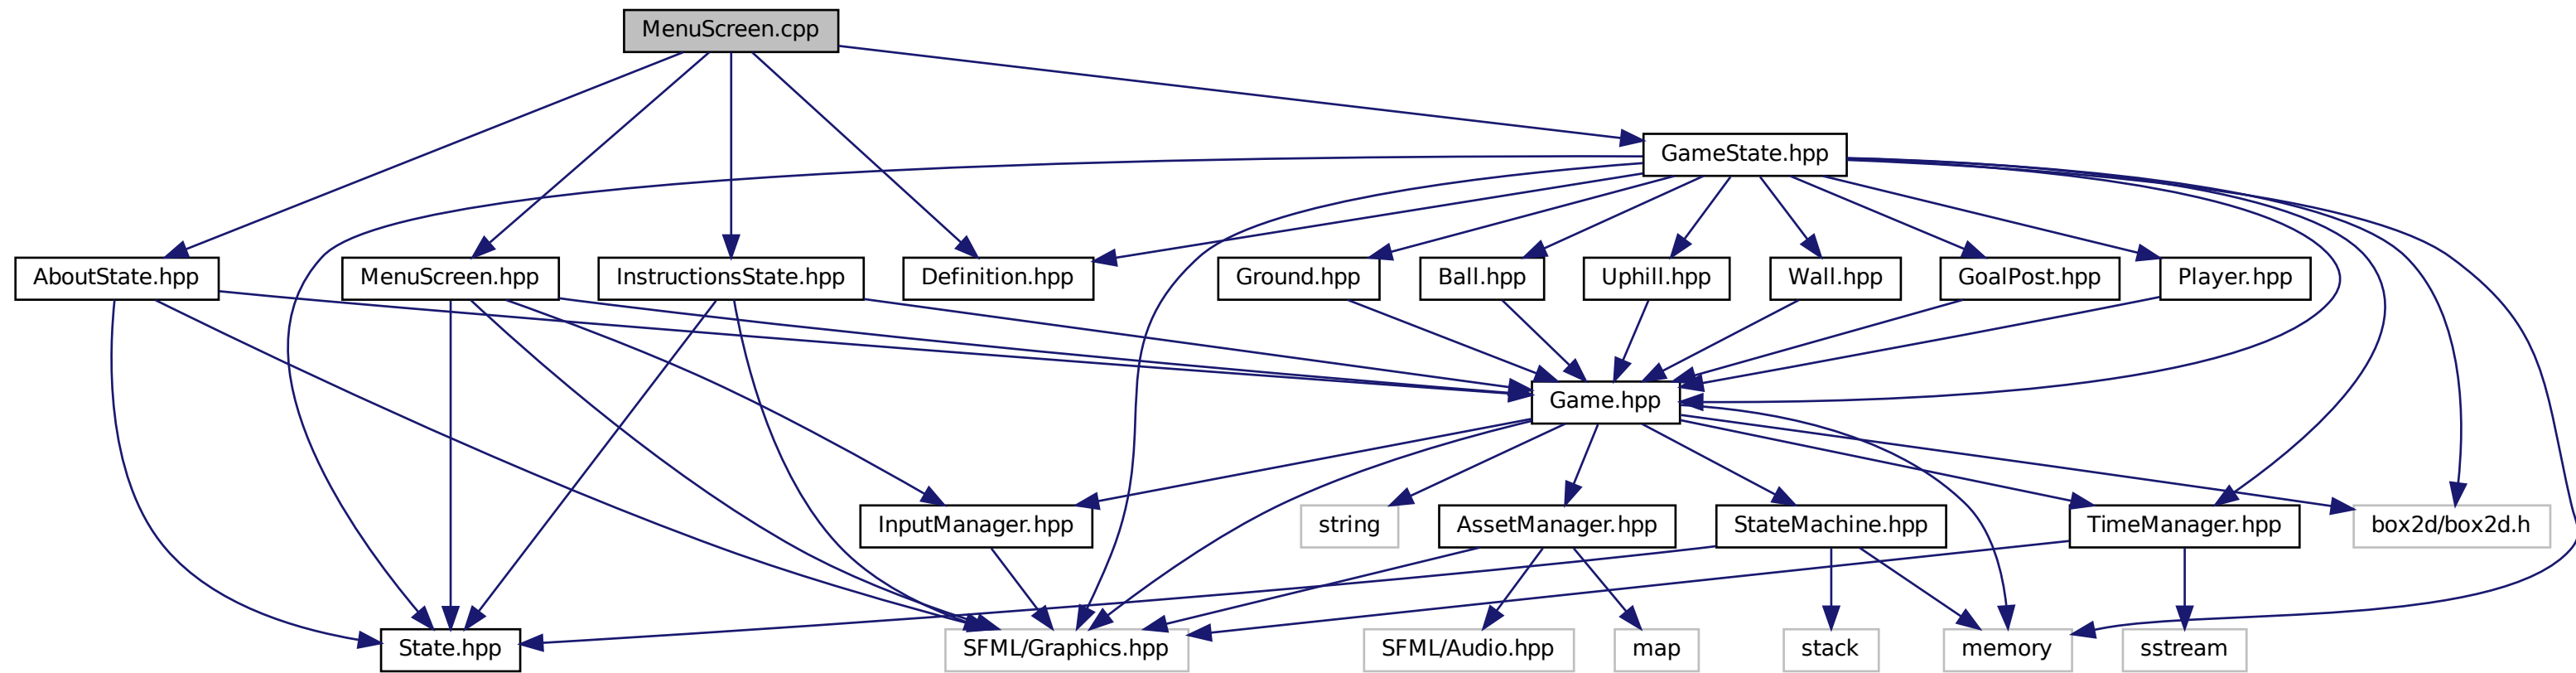 MenuScreen.cpp
GameState.hpp
AboutState.hpp
MenuScreen.hpp
InstructionsState.hpp
Definition.hpp
Ground.hpp
Ball.hpp
Uphill.hpp
Wall.hpp
GoalPost.hpp
Player.hpp
Game.hpp
InputManager.hpp
string
AssetManager.hpp
StateMachine.hpp
TimeManager.hpp
box2d/box2d.h
State.hpp
SFML/Graphics.hpp
SFML/Audio.hpp
map
stack
memory
sstream